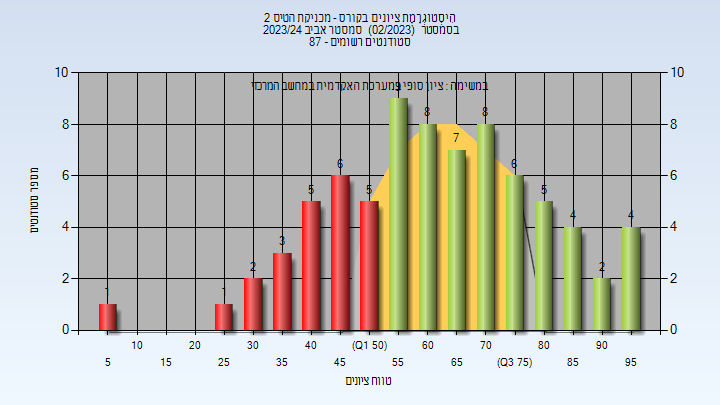 היסטוגרמת ציונים בקורס - מכניקת הטיס 2
בסמסטר (02/2023) סמסטר אביב 2023/24
סטודנטים רשומים - 87
במשימה : ציון סופי במערכת האקדמית במחשב המרכזי
10 10
8 8
6 6
4 4
2 2
0 0
1 1 2 3 5 6 5 9 8 7 8 6 5 4 2 4
מספר סטודנטים
10 20 30 40 (Q1 50) 60 70 80 90
5 15 25 35 45 55 65 (Q3 75) 85 95
טווח ציונים